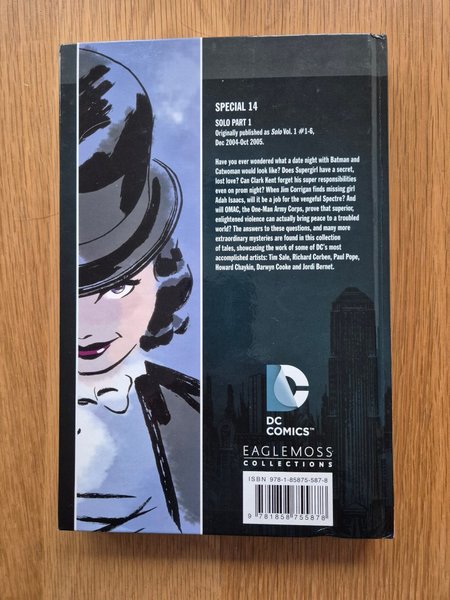 SPECIAL 14
SOLO PART 1
Originally published as Solo Vol. 1 #1-6,
Dec 2004-Oct 2005.
Have you ever wondered what a date night with Batman and
Catwoman would look like? Does Supergirl have a secret,
lost love? Can Clark Kent forget his super responsibilities
even on prom night? When Jim Corrigan finds missing girl
Adah Isaacs, will it be a job for the vengeful Spectre? And
will OMAC, the One-Man Army Corps, prove that superior,
enlightened violence can actually bring peace to a troubled
world? The answers to these questions, and many more
extraordinary mysteries are found in this collection
of tales, showcasing the work of some of DC's most
accomplished artists: Tim Sale, Richard Corben, Paul Pope,
Howard Chaykin, Darwyn Cooke and Jordi Bernet.
DC COMICS™
EAGLEMOSS
COLLECTIONS
ISBN 978-1-85875-587-8
9 781858 755878